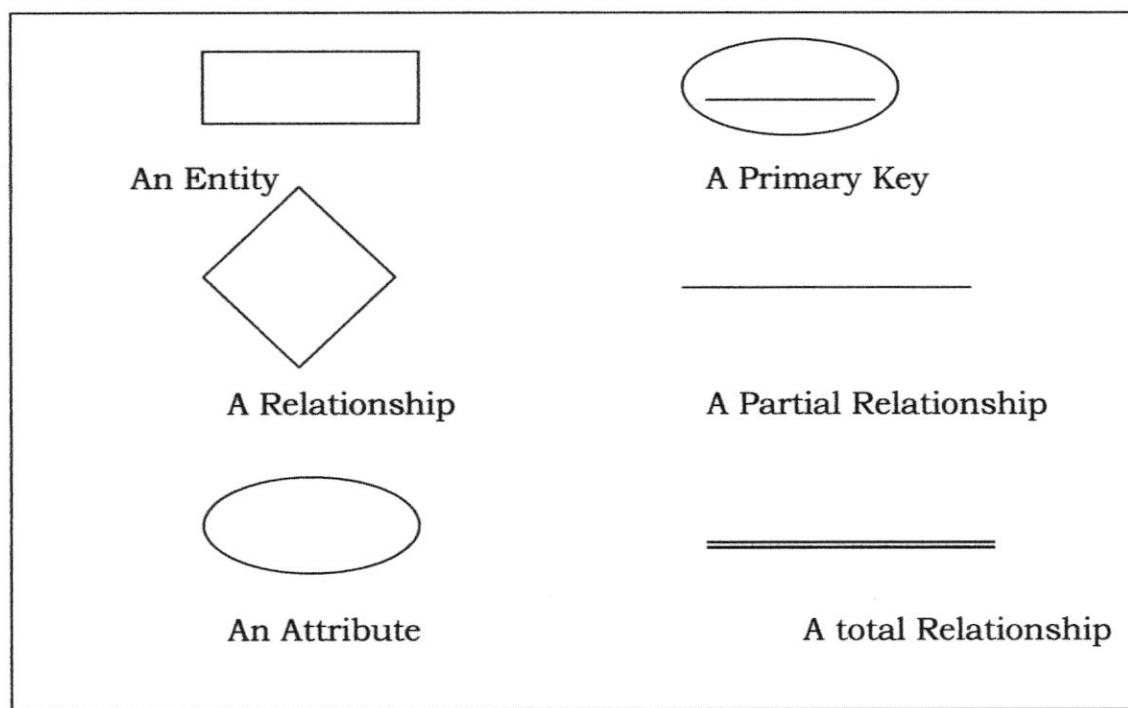 An Entity
A Primary Key
A Relationship
A Partial Relationship
An Attribute
A total Relationship